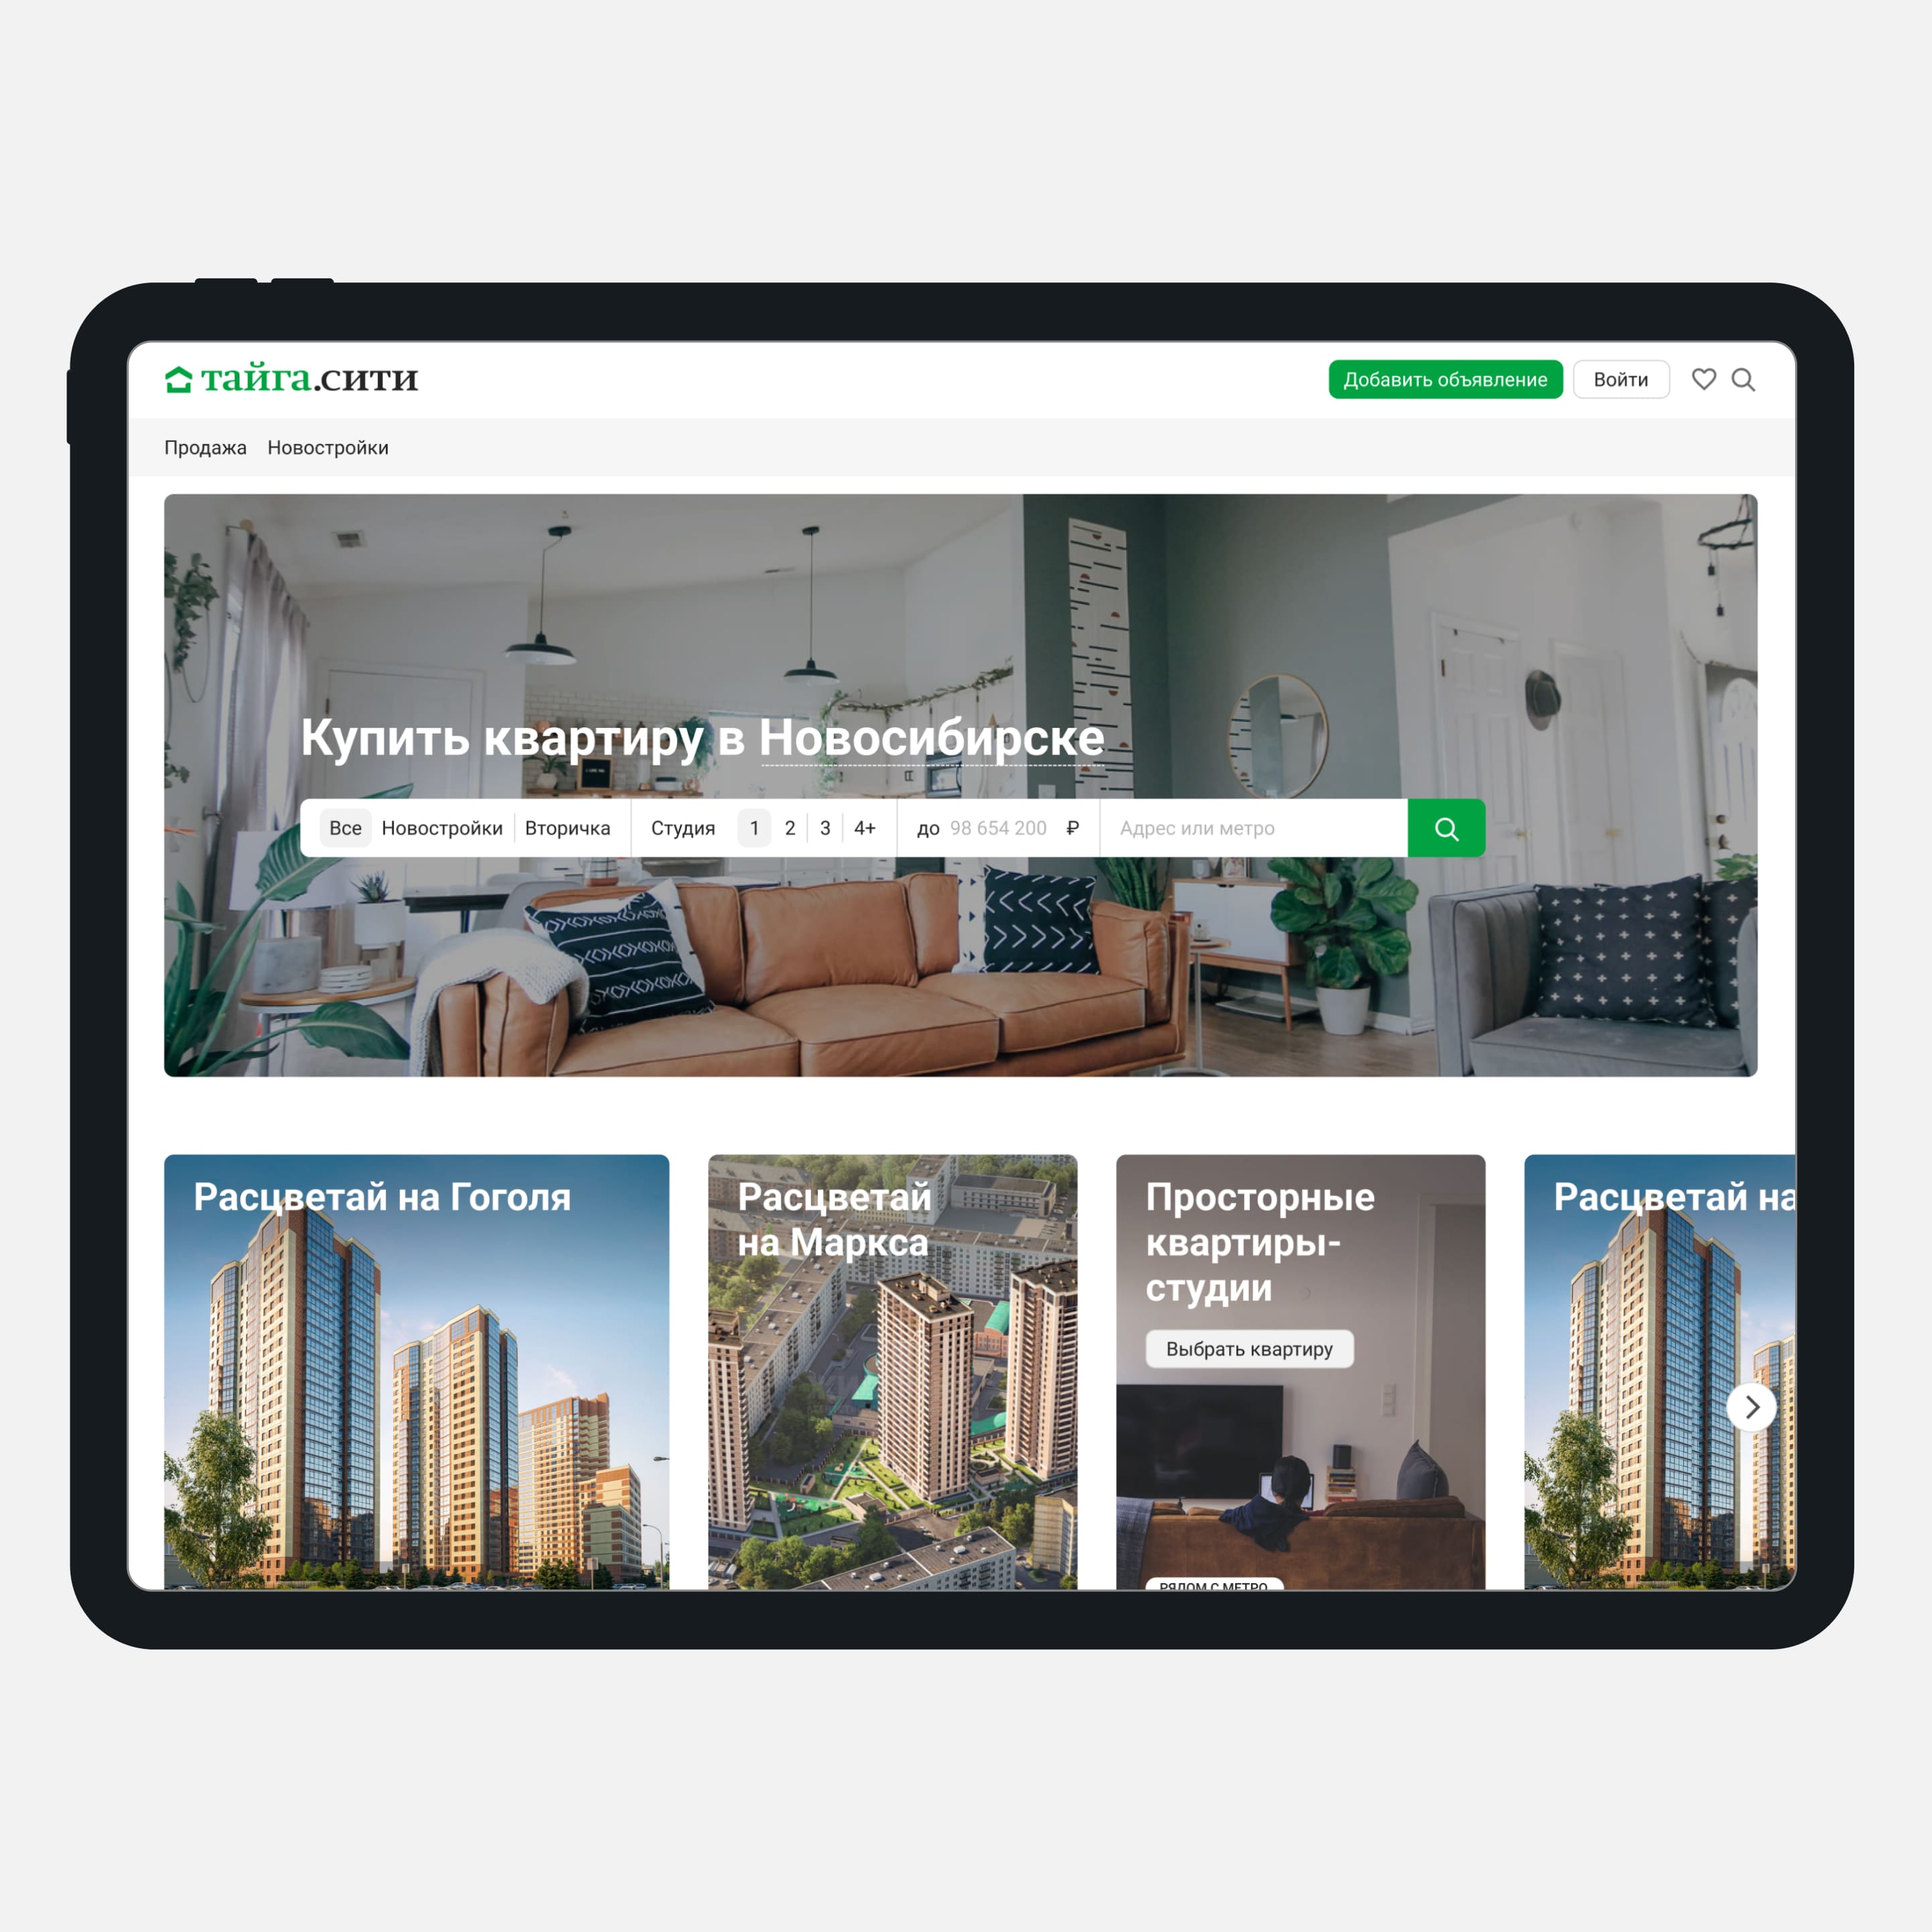 тайга.сити
Добавить объявление
Войти
Продажа Новостройки
Купить квартиру в Новосибирске
Все Новостройки Вторичка Студия 1 2 3 4+ до 98 654 200 ₽ Адрес или метро
Расцветай на Гоголя
Расцветай
на Маркса
Просторные
квартиры-
студии
Выбрать квартиру
РЯДОМ С МЕТРО
Расцветай на